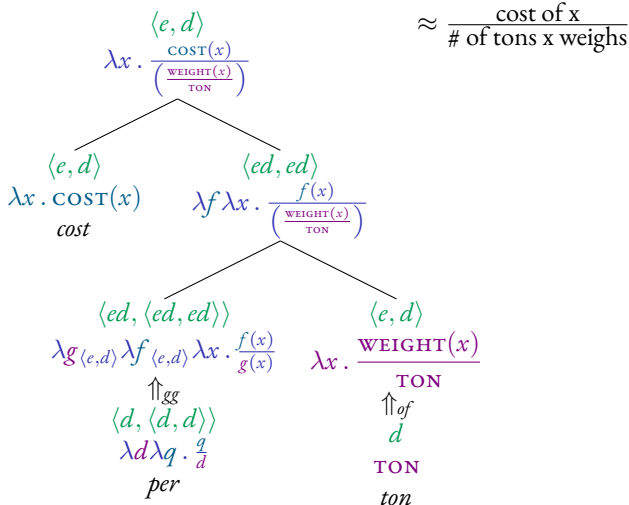 ⟨e, d⟩
λx . COST(x) / ( WEIGHT(x) / TON )
≈ cost of x / # of tons x weighs
⟨e, d⟩
λx . COST(x)
cost
⟨ed, ed⟩
λf λx . f(x) / ( WEIGHT(x) / TON )
⟨ed, ⟨ed, ed⟩⟩
λg⟨e,d⟩ λf⟨e,d⟩ λx . f(x) / g(x)
⇑gg
⟨d, ⟨d, d⟩⟩
λdλq . q / d
per
⟨e, d⟩
λx . WEIGHT(x) / TON
⇑of
d
TON
ton